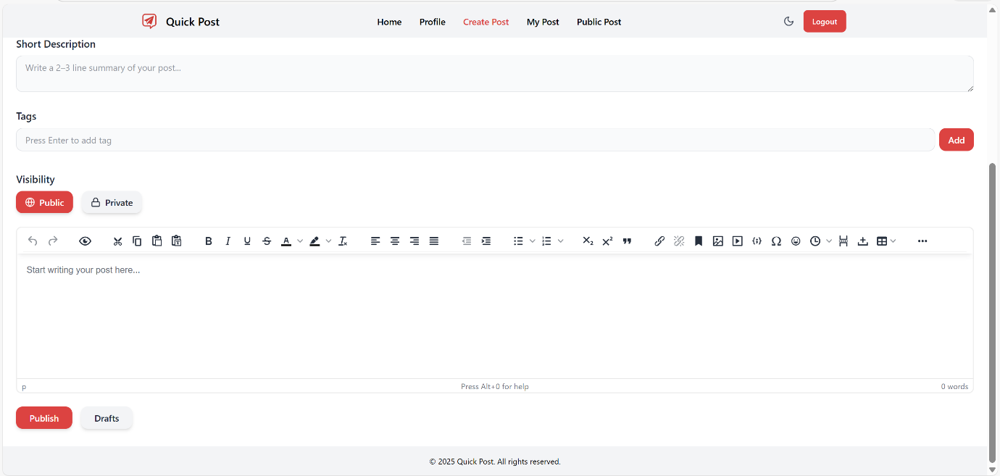 Quick Post
Home Profile Create Post My Post Public Post
Logout
Short Description
Write a 2–3 line summary of your post...
Tags
Press Enter to add tag
Add
Visibility
Public Private
Start writing your post here...
p Press Alt+0 for help 0 words
Publish Drafts
© 2025 Quick Post. All rights reserved.